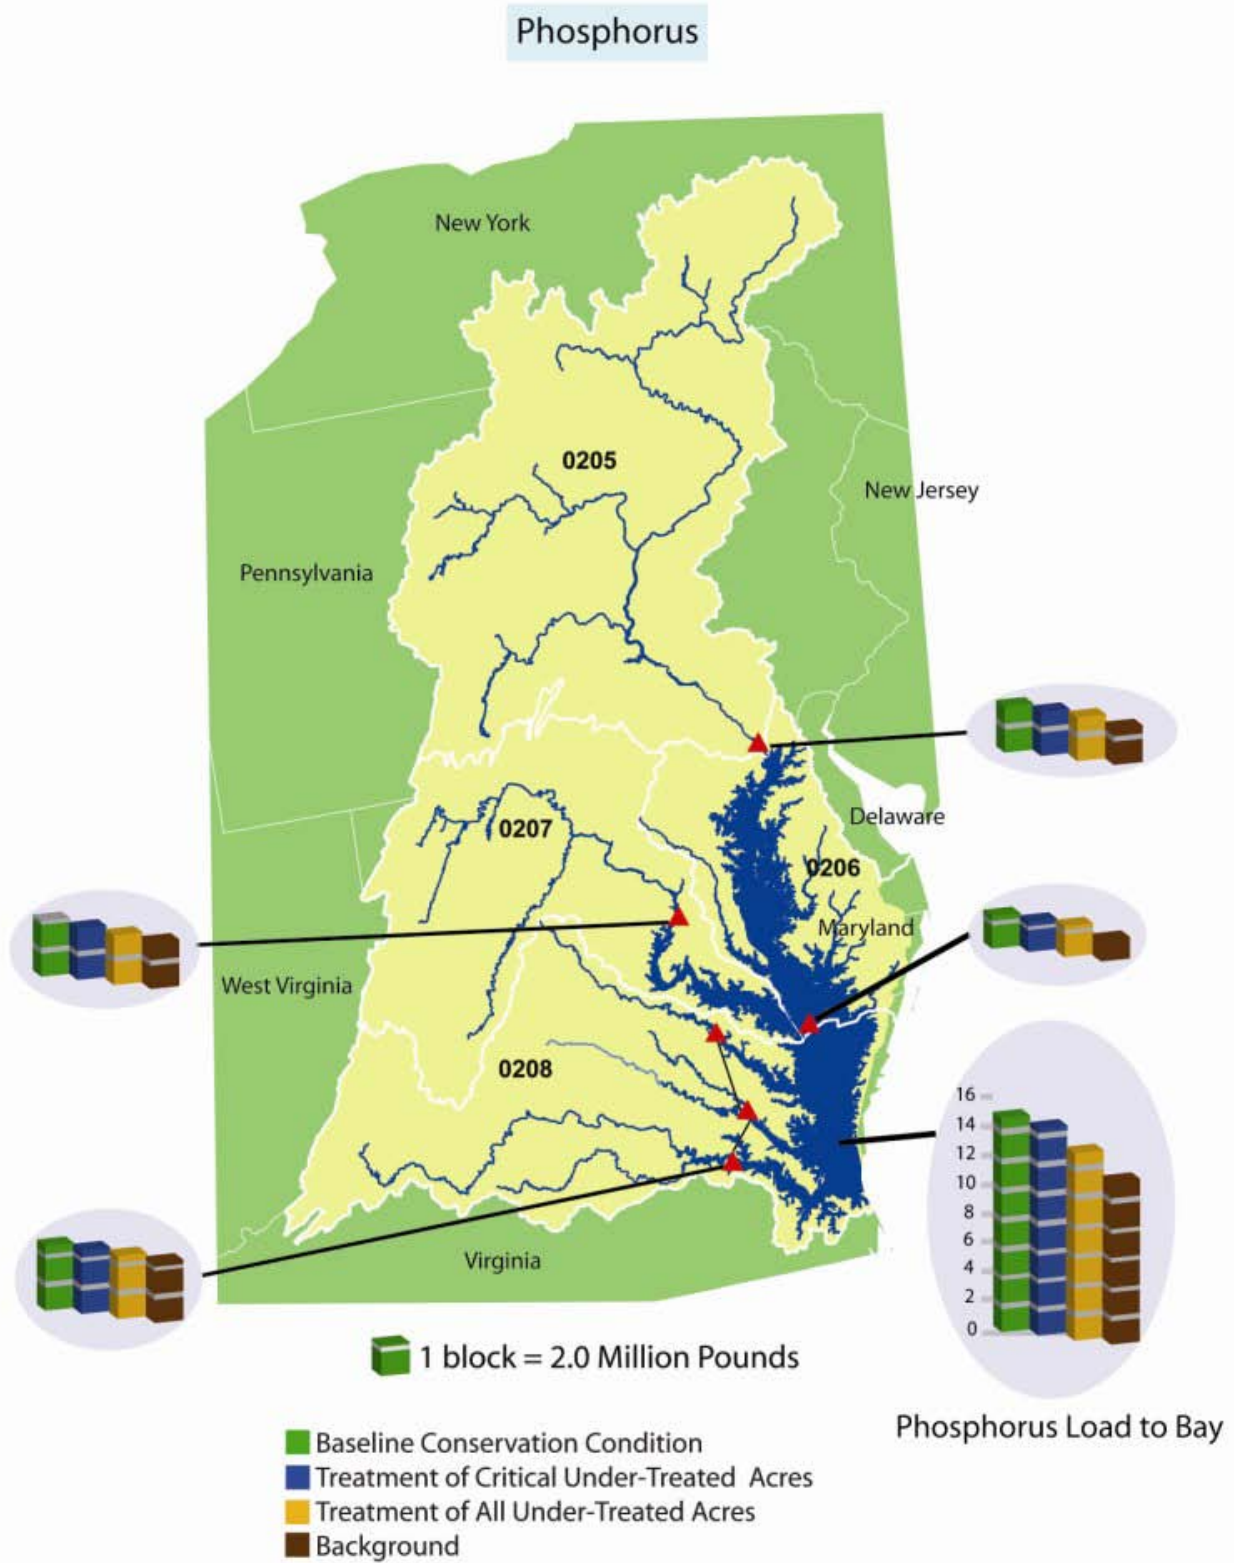 Phosphorus
New York
0205
New Jersey
Pennsylvania
Delaware
0207
0206
Maryland
West Virginia
0208
16
14
12
10
8
6
4
2
0
Virginia
1 block = 2.0 Million Pounds
Phosphorus Load to Bay
Baseline Conservation Condition
Treatment of Critical Under-Treated Acres
Treatment of All Under-Treated Acres
Background